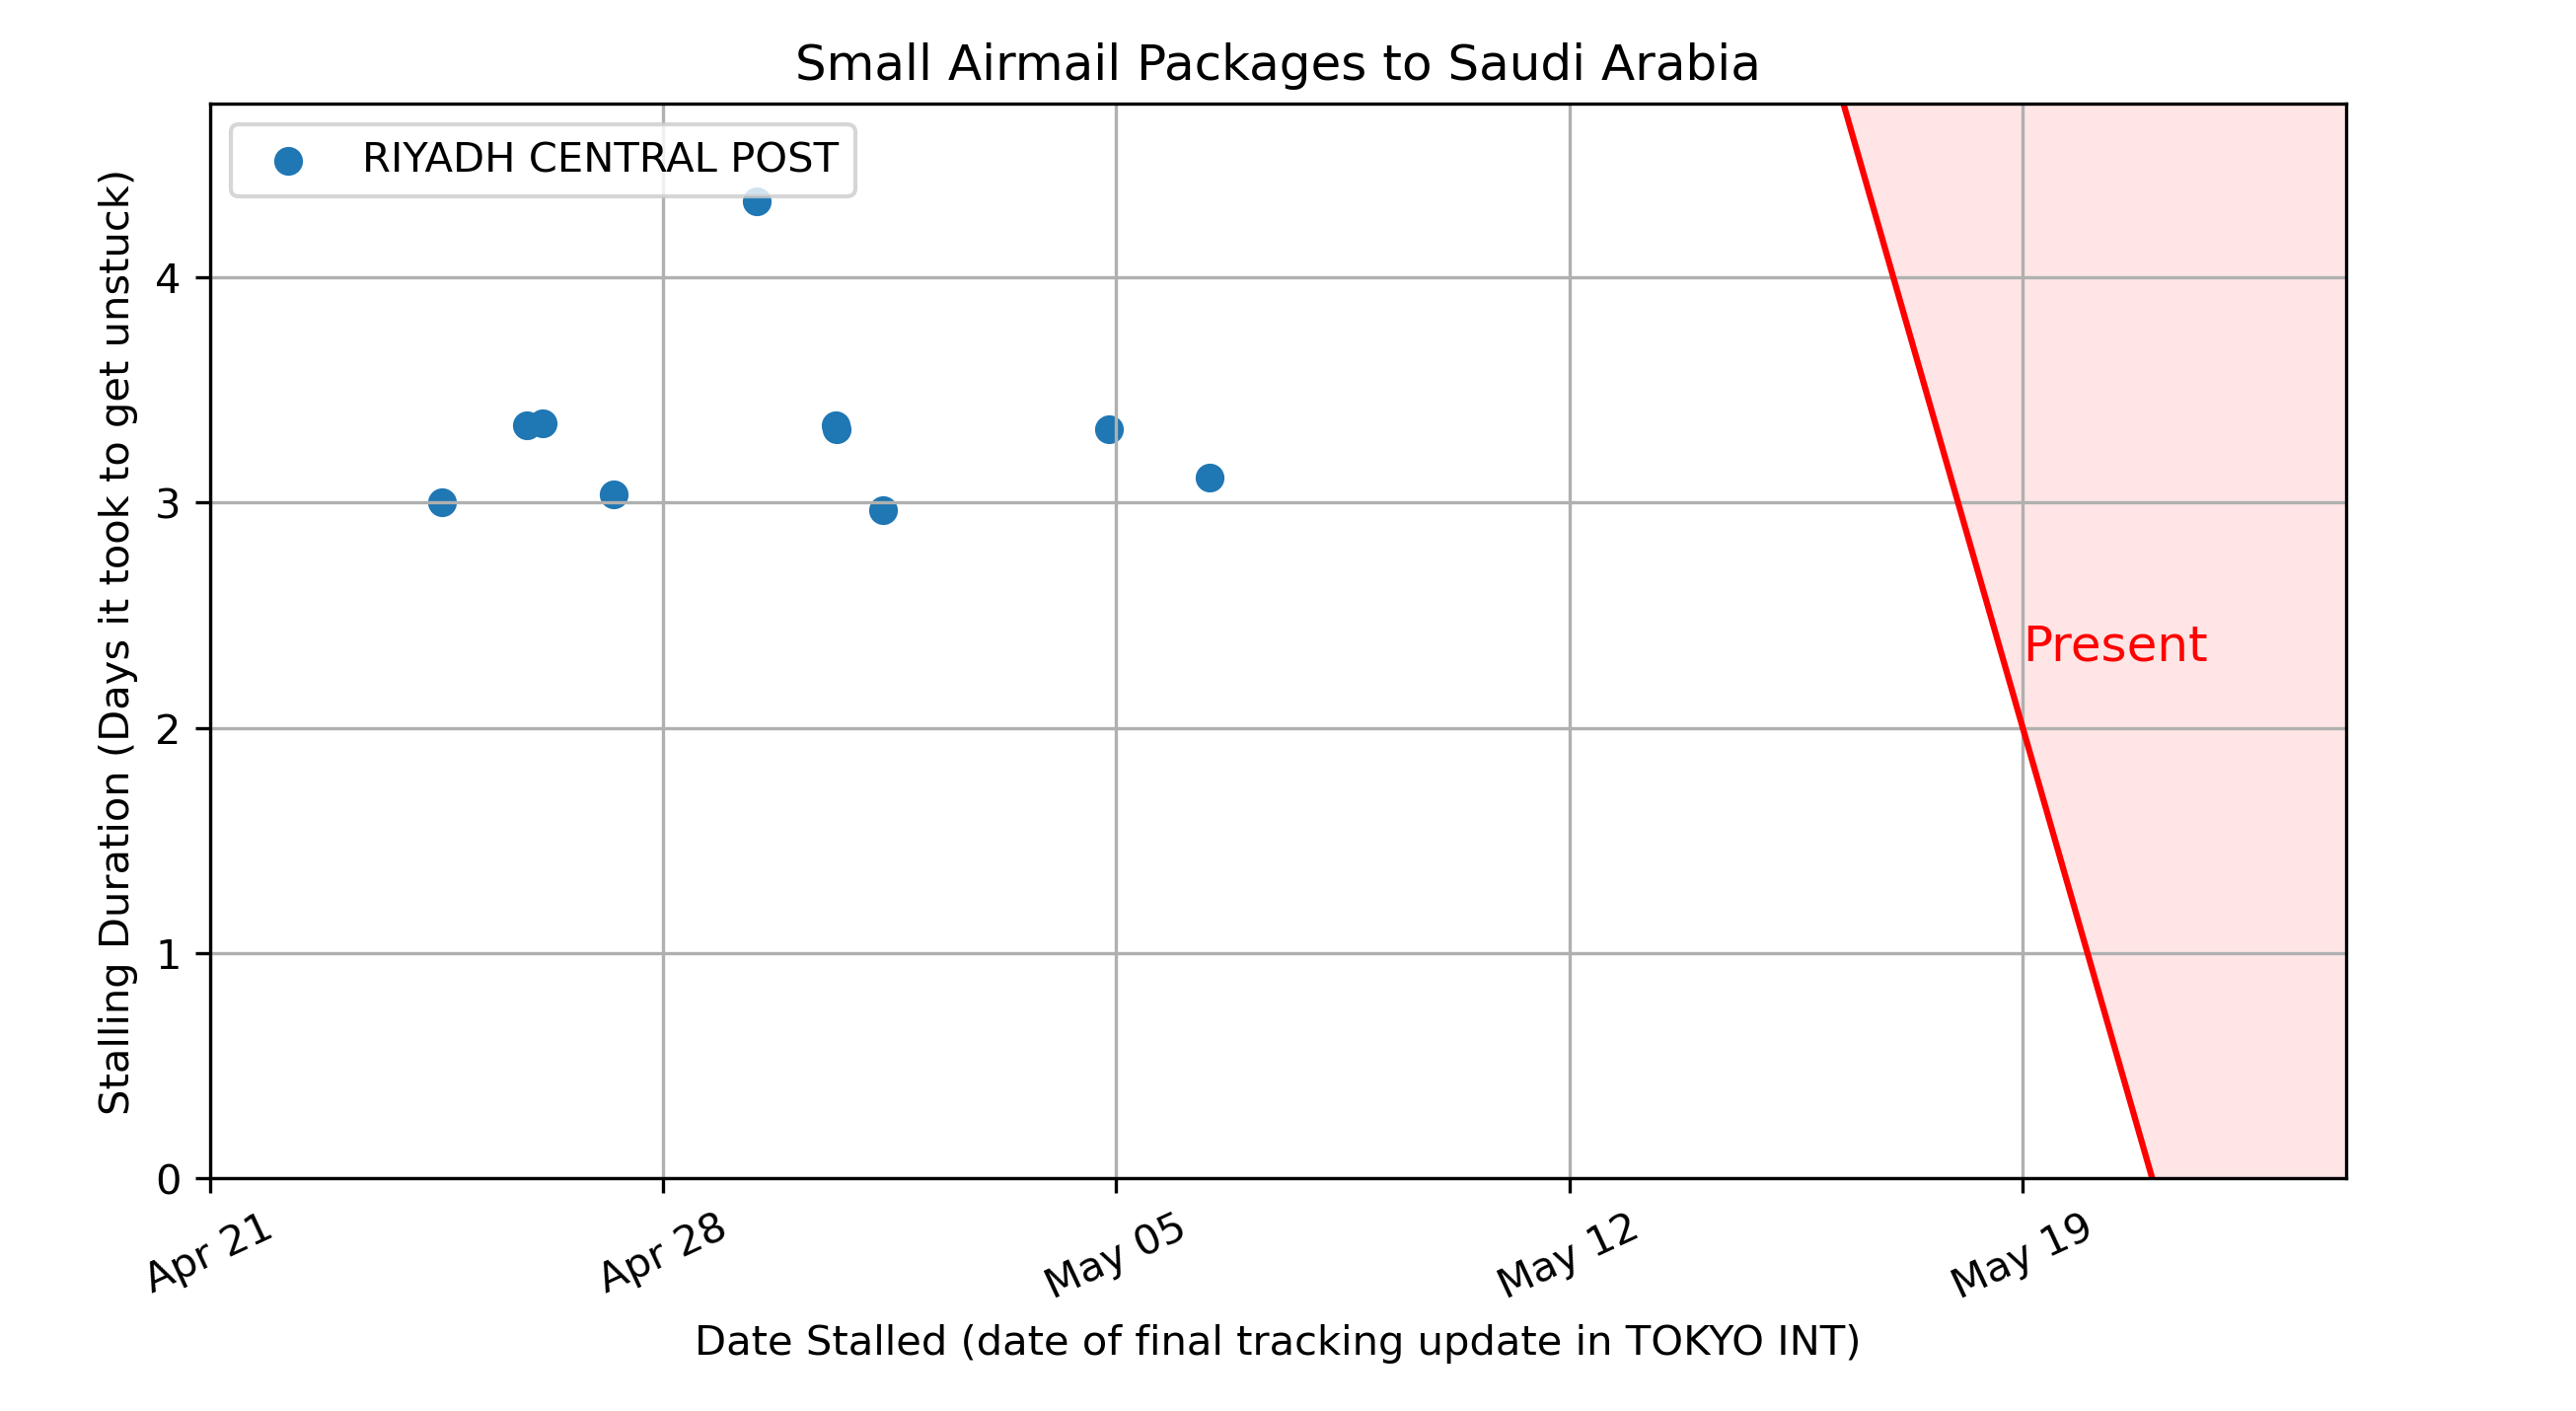 Small Airmail Packages to Saudi Arabia
RIYADH CENTRAL POST
Stalling Duration (Days it took to get unstuck)
4
3
2
1
0
Present
Apr 21
Apr 28
May 05
May 12
May 19
Date Stalled (date of final tracking update in TOKYO INT)